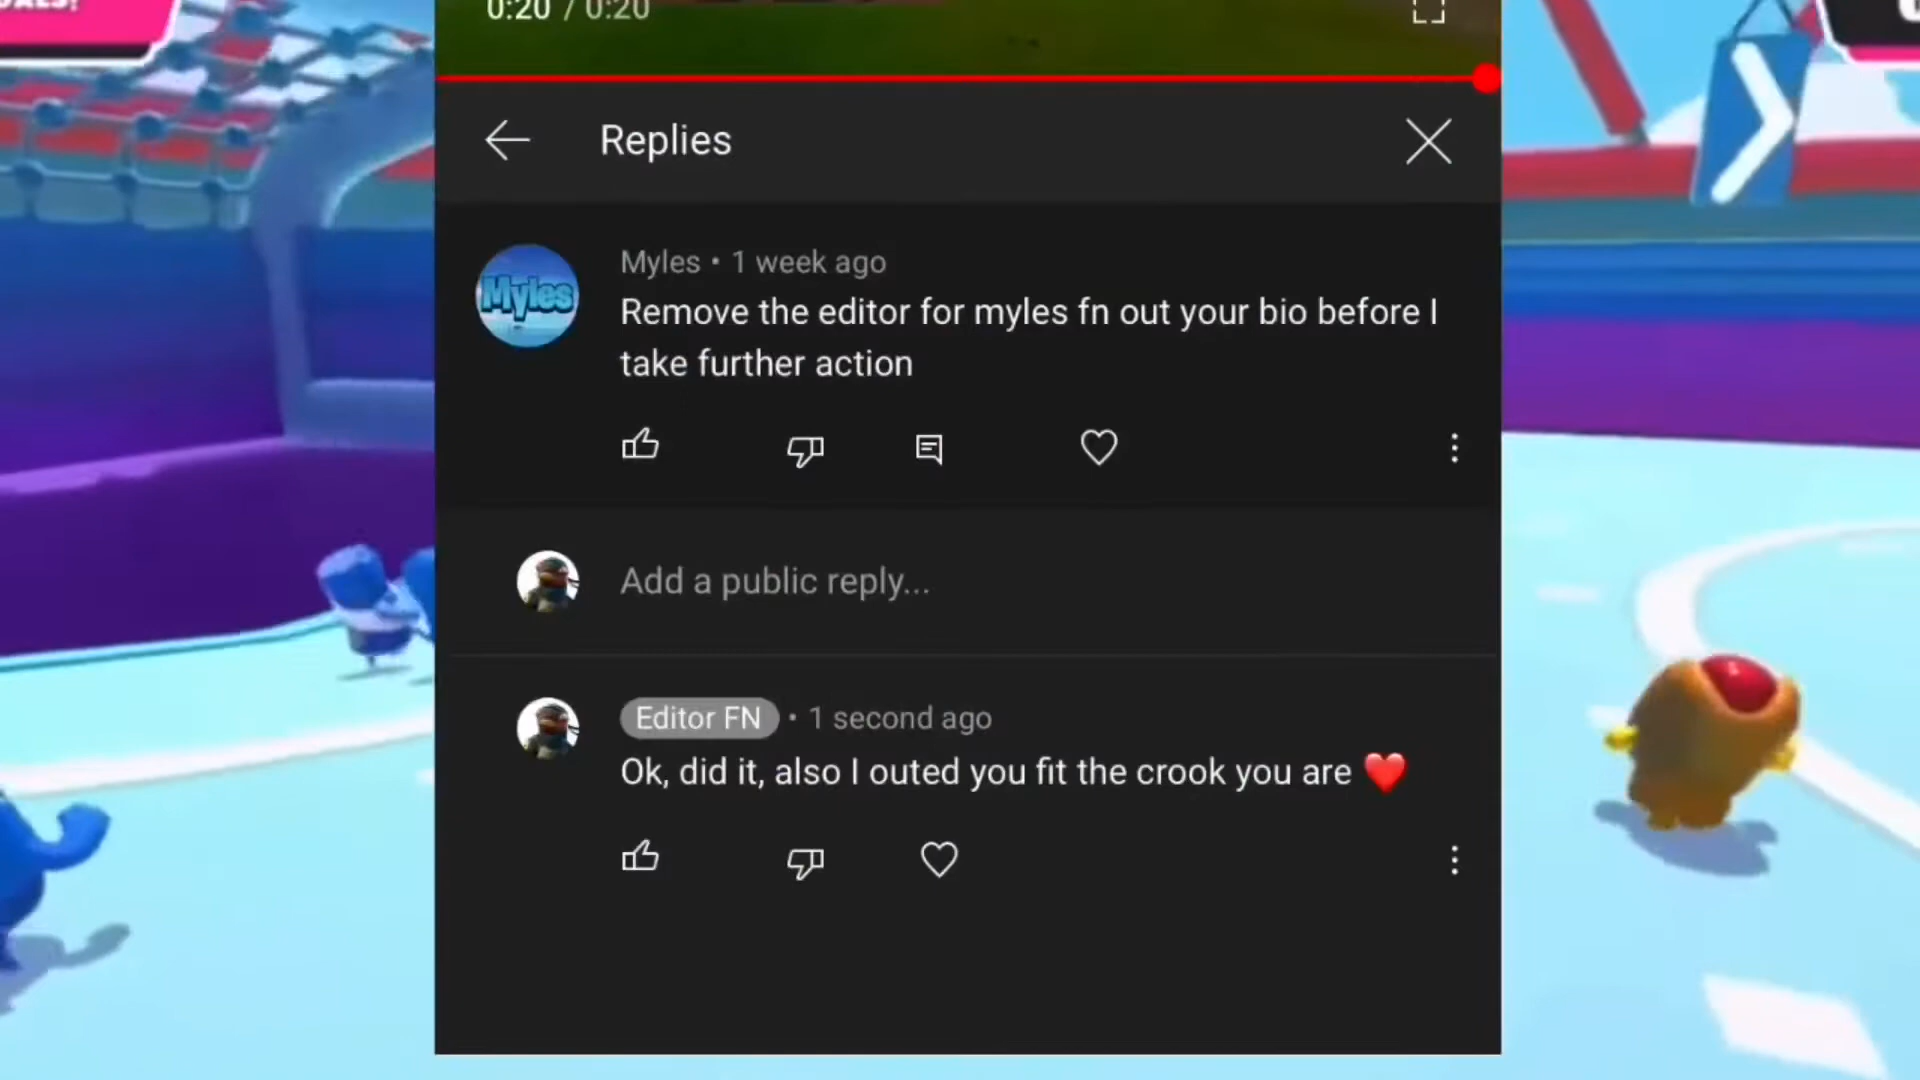 0:20 / 0:20
Replies
Myles • 1 week ago
Myles
Remove the editor for myles fn out your bio before I
take further action
Add a public reply...
Editor FN • 1 second ago
Ok, did it, also I outed you fit the crook you are ❤️